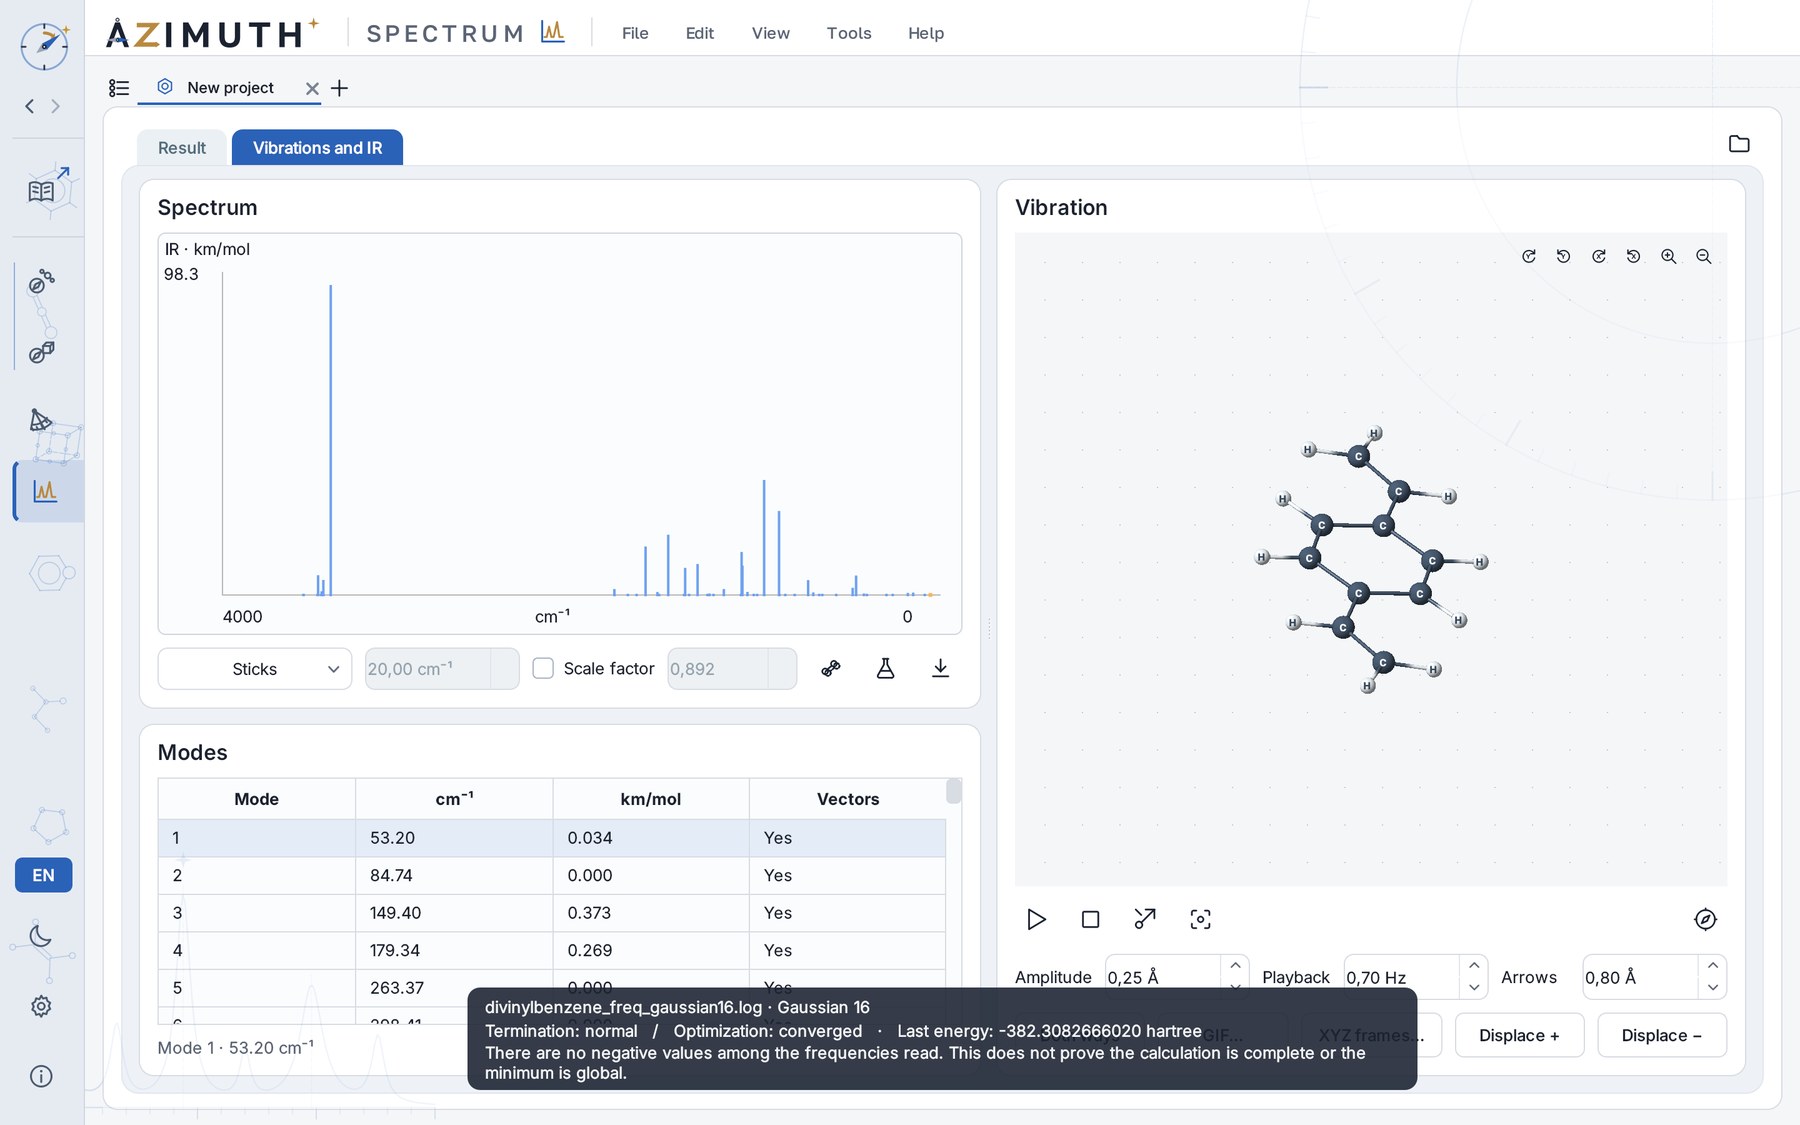 AZIMUTH
SPECTRUM
File Edit View Tools Help
New project
Result
Vibrations and IR
Spectrum
IR · km/mol
98.3
4000 cm⁻¹ 0
Sticks 20,00 cm⁻¹ Scale factor 0,892
Modes
Mode cm⁻¹ km/mol Vectors
1 53.20 0.034 Yes
2 84.74 0.000 Yes
3 149.40 0.373 Yes
4 179.34 0.269 Yes
5 263.37 0.000 Yes
Mode 1 · 53.20 cm⁻¹
Vibration
H H
C
H C H
C C
H C C H
C C H
H C
C H
H
Amplitude 0,25 Å Playback 0,70 Hz Arrows 0,80 Å
GIF... XYZ frames... Displace + Displace −
divinylbenzene_freq_gaussian16.log · Gaussian 16
Termination: normal / Optimization: converged · Last energy: -382.3082666020 hartree
There are no negative values among the frequencies read. This does not prove the calculation is complete or the
minimum is global.
EN